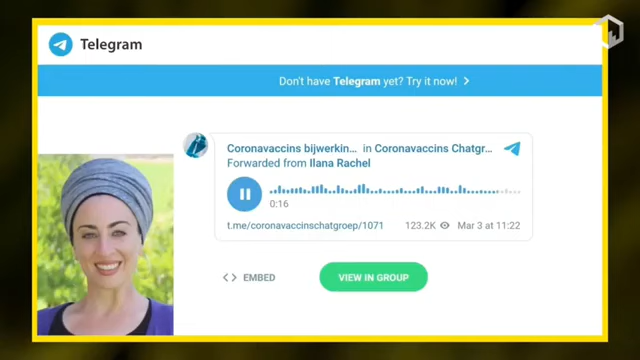 Telegram
Don't have Telegram yet? Try it now!
Coronavaccins bijwerkin... in Coronavaccins Chatgr...
Forwarded from Ilana Rachel
0:16
t.me/coronavaccinschatgroep/1071 123.2K Mar 3 at 11:22
EMBED
VIEW IN GROUP